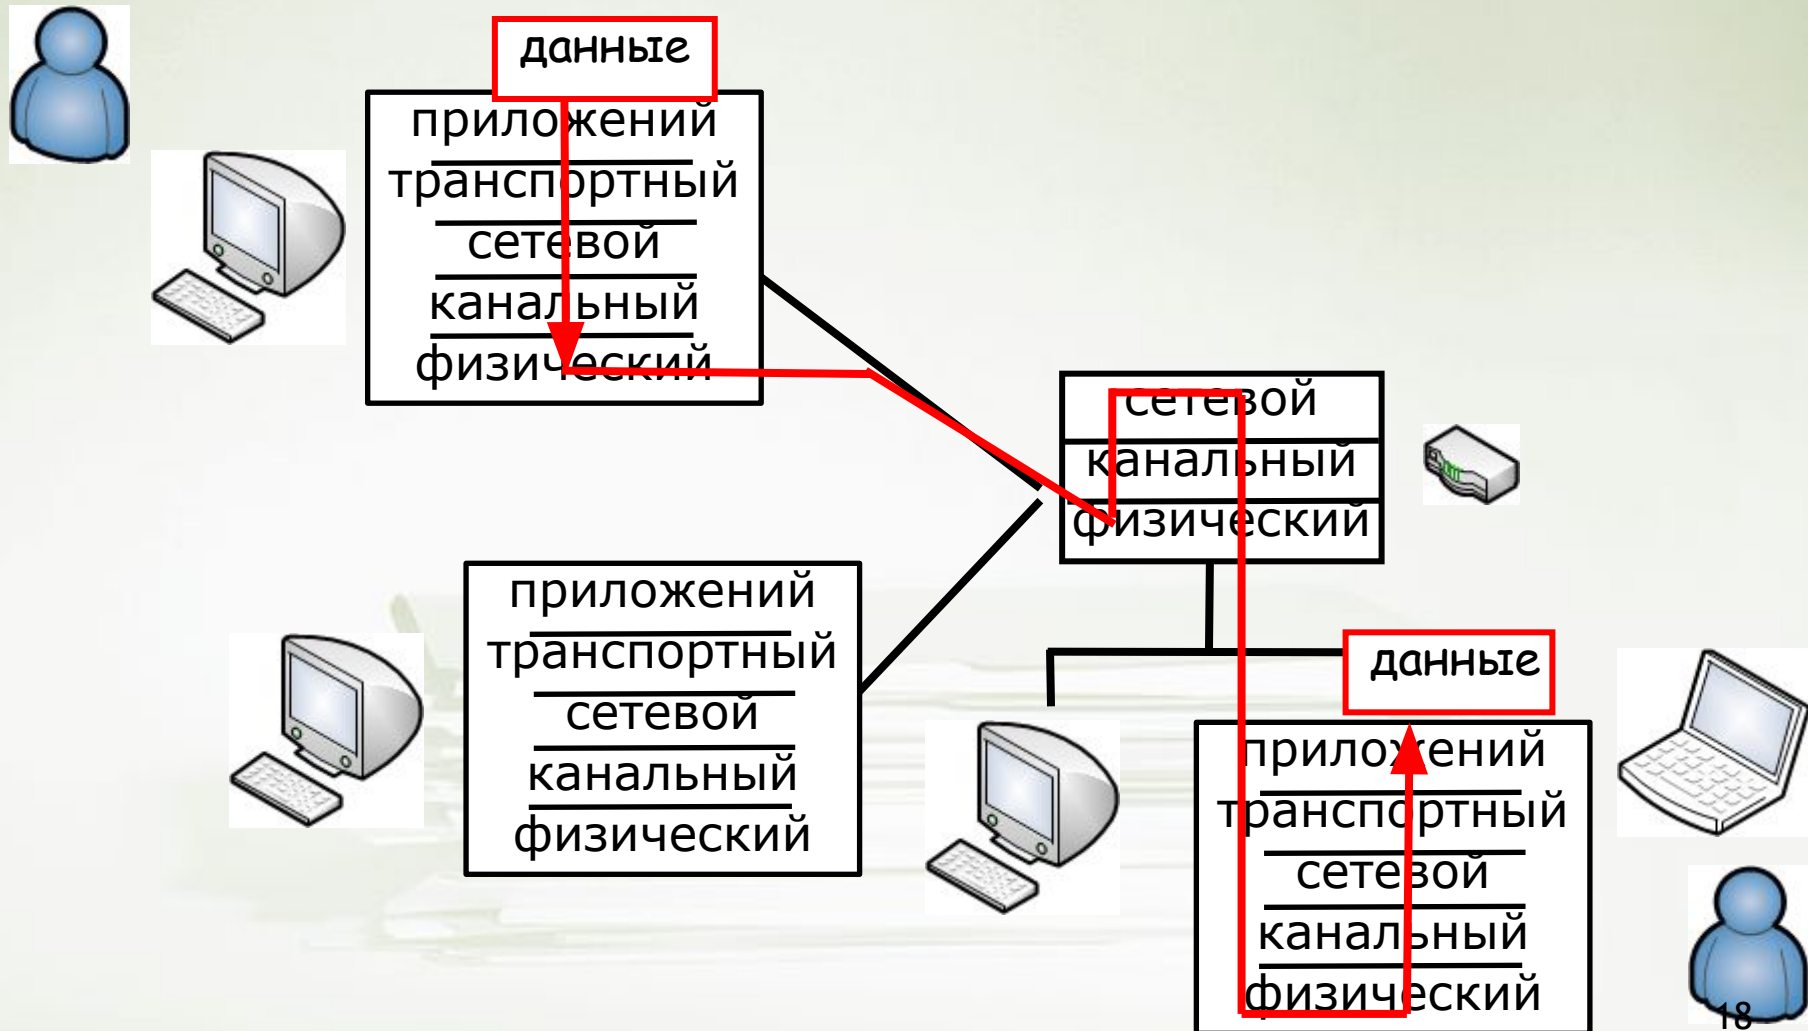 данные
приложений
транспортный
сетевой
канальный
физический
сетевой
канальный
физический
приложений
транспортный
сетевой
канальный
физический
данные
приложений
транспортный
сетевой
канальный
физический
18